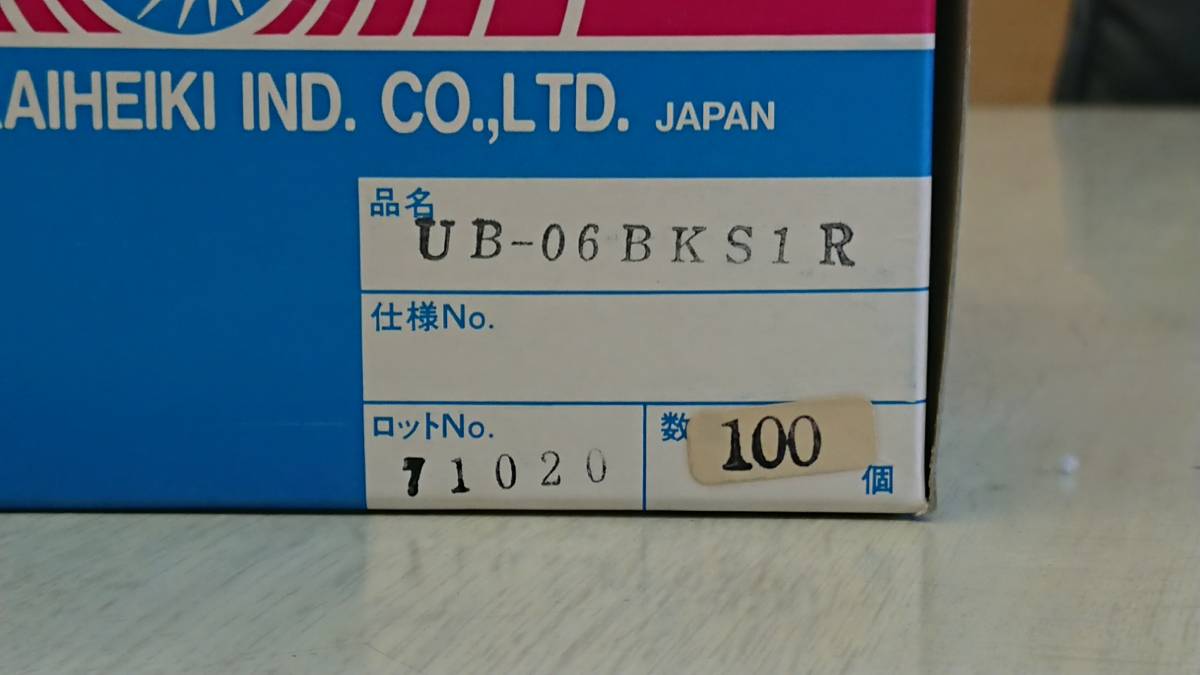 AIHEIKI IND. CO.,LTD. JAPAN
品名
UB-06BKS1R
仕様No.
ロットNo.
71020
数
100
個